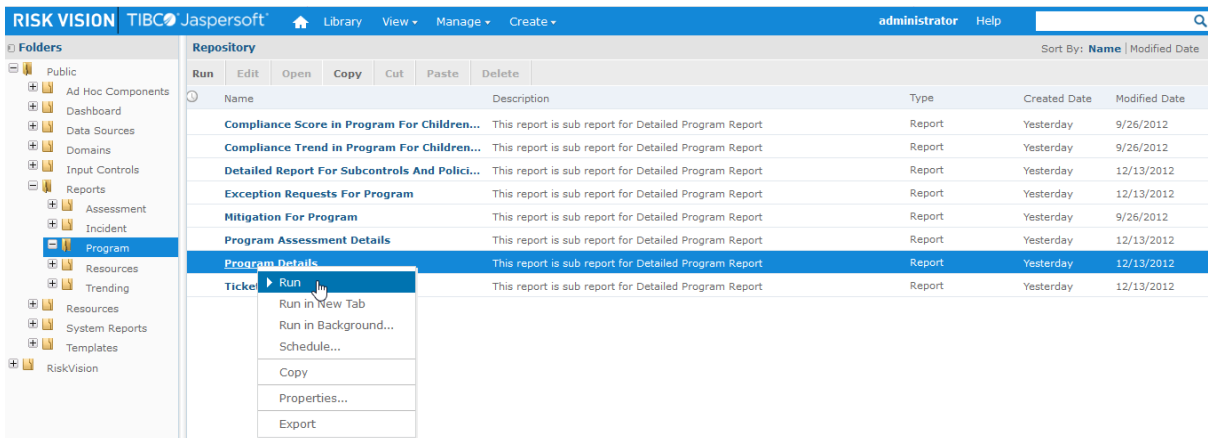 RISK VISION TIBCO Jaspersoft Library View Manage Create administrator Help
Folders
Public
Ad Hoc Components
Dashboard
Data Sources
Domains
Input Controls
Reports
Assessment
Incident
Program
Resources
Trending
Resources
System Reports
Templates
RiskVision
Repository Sort By: Name | Modified Date
Run Edit Open Copy Cut Paste Delete
Name Description Type Created Date Modified Date
Compliance Score in Program For Children... This report is sub report for Detailed Program Report Report Yesterday 9/26/2012
Compliance Trend in Program For Children... This report is sub report for Detailed Program Report Report Yesterday 9/26/2012
Detailed Report For Subcontrols And Polici... This report is sub report for Detailed Program Report Report Yesterday 12/13/2012
Exception Requests For Program This report is sub report for Detailed Program Report Report Yesterday 12/13/2012
Mitigation For Program This report is sub report for Detailed Program Report Report Yesterday 9/26/2012
Program Assessment Details This report is sub report for Detailed Program Report Report Yesterday 12/13/2012
Program Details This report is sub report for Detailed Program Report Report Yesterday 12/13/2012
This report is sub report for Detailed Program Report Report Yesterday 12/13/2012
Run
Run in New Tab
Run in Background...
Schedule...
Copy
Properties...
Export